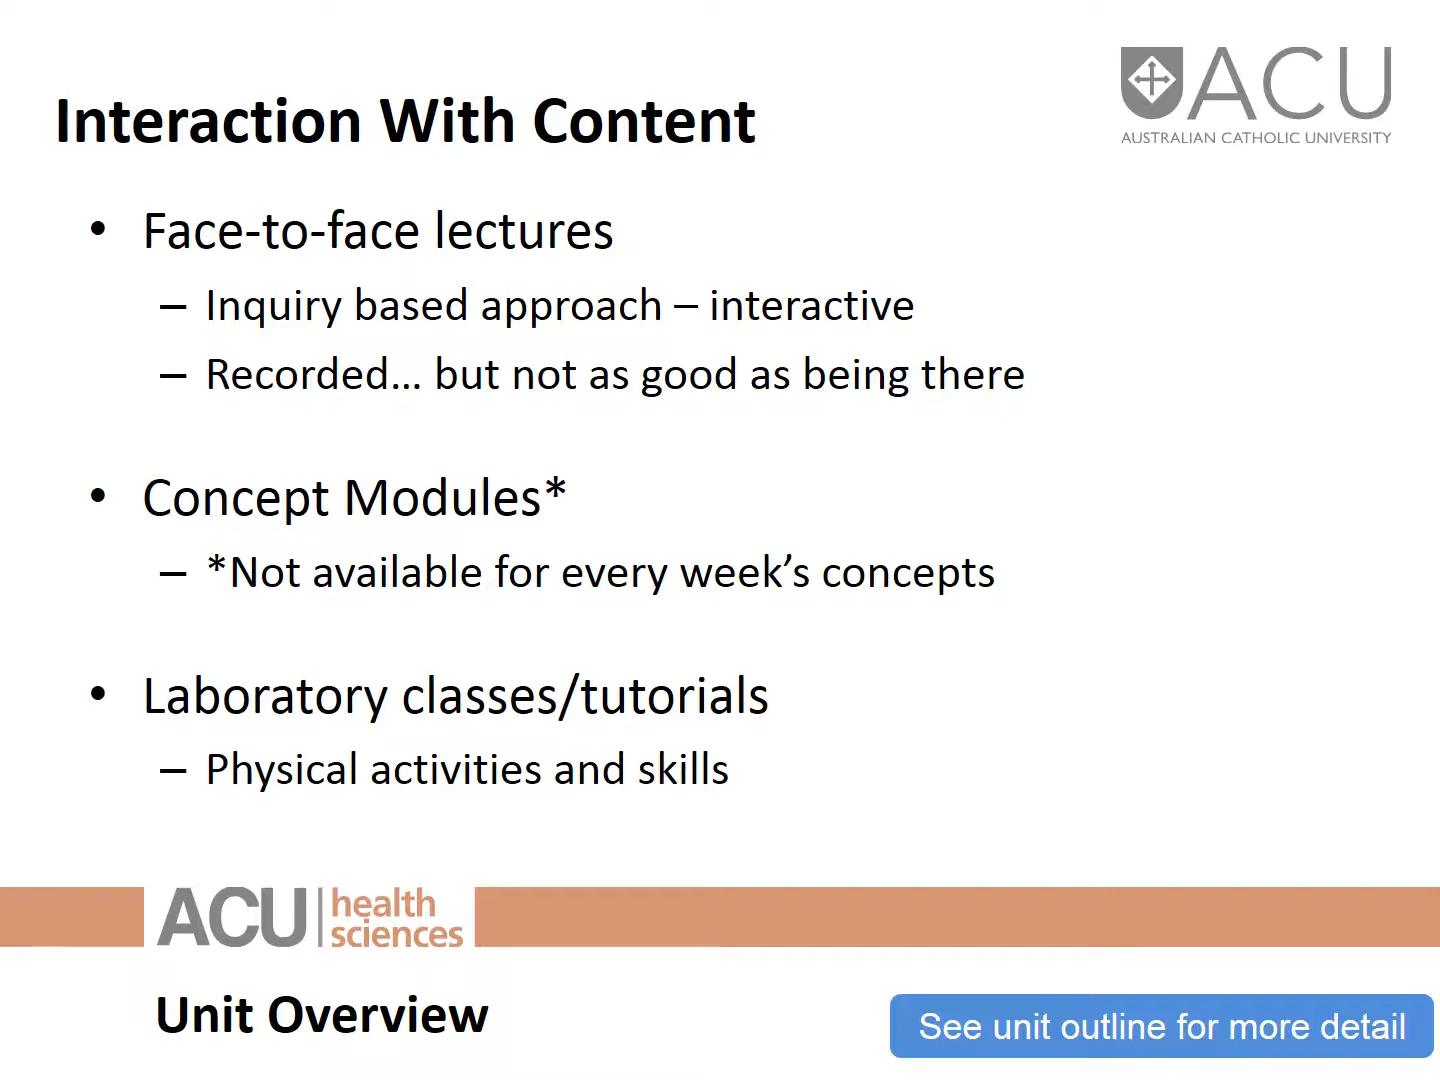 ACU
AUSTRALIAN CATHOLIC UNIVERSITY
Interaction With Content
• Face-to-face lectures
– Inquiry based approach – interactive
– Recorded... but not as good as being there
• Concept Modules*
– *Not available for every week’s concepts
• Laboratory classes/tutorials
– Physical activities and skills
ACU health sciences
Unit Overview
See unit outline for more detail